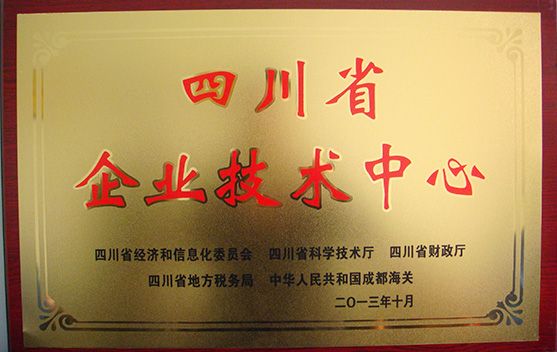 四川省
企业技术中心
四川省经济和信息化委员会 四川省科学技术厅 四川省财政厅
四川省地方税务局 中华人民共和国成都海关
二〇一三年十月